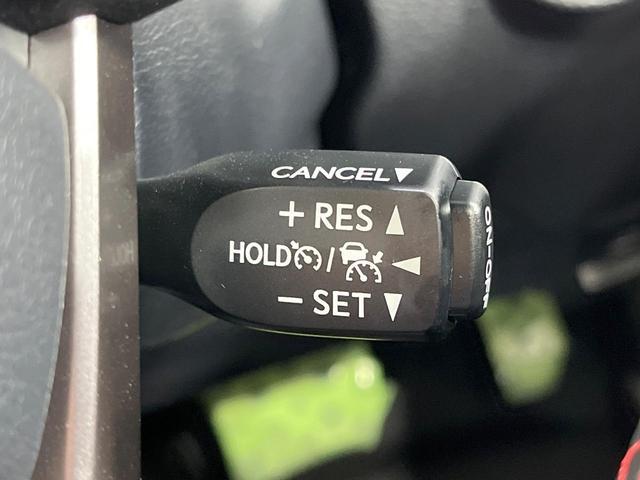 CANCEL▼
+ RES ▲
HOLD / ◀
− SET ▼
ON-OFF